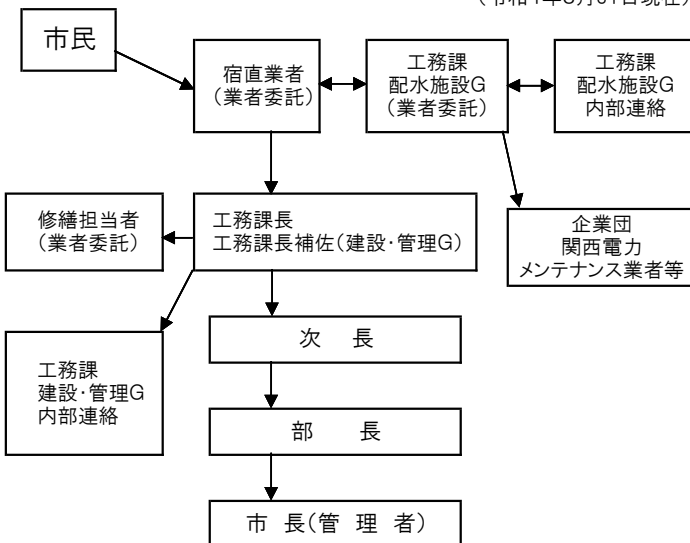 市民
宿直業者
(業者委託)
工務課
配水施設G
(業者委託)
工務課
配水施設G
内部連絡
修繕担当者
(業者委託)
工務課長
工務課長補佐(建設・管理G)
企業団
関西電力
メンテナンス業者等
次 長
工務課
建設・管理G
内部連絡
部 長
市 長(管 理 者)